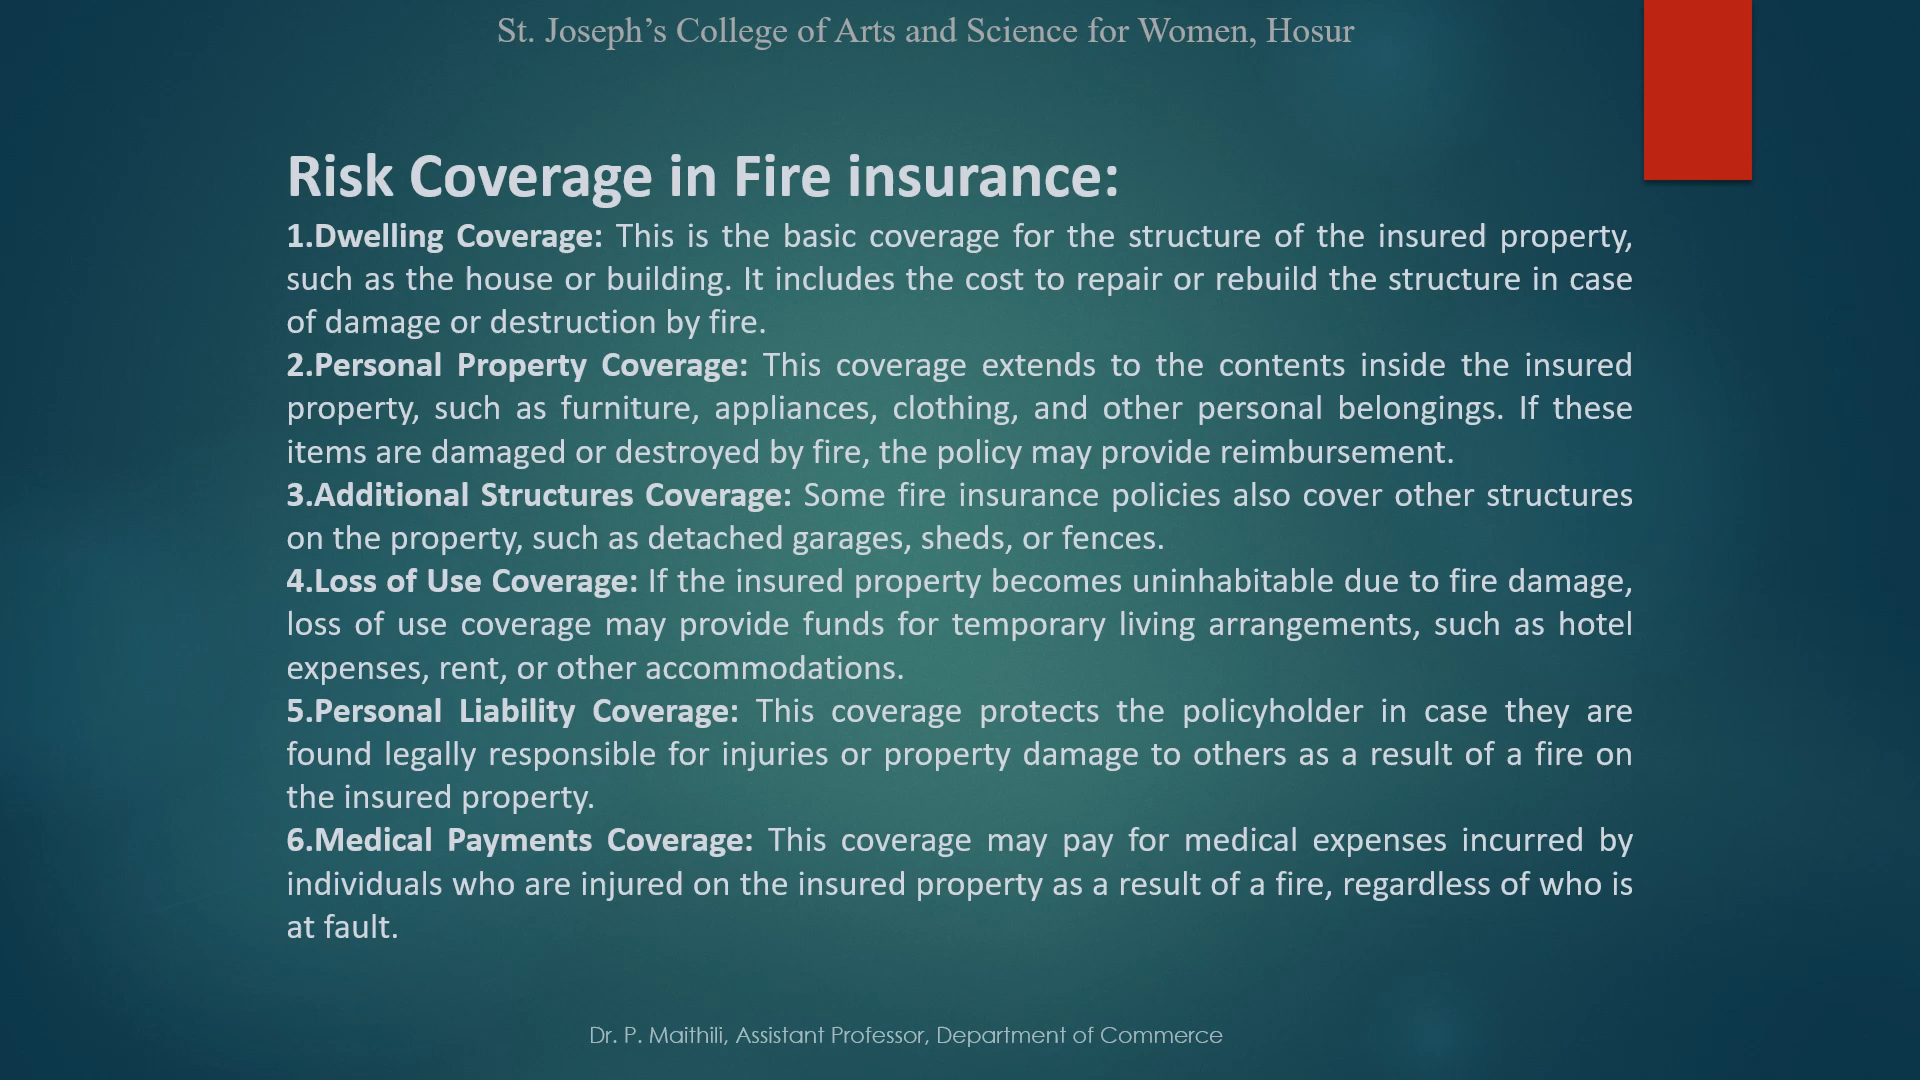 St. Joseph’s College of Arts and Science for Women, Hosur
Risk Coverage in Fire insurance:
1.Dwelling Coverage: This is the basic coverage for the structure of the insured property,
such as the house or building. It includes the cost to repair or rebuild the structure in case
of damage or destruction by fire.
2.Personal Property Coverage: This coverage extends to the contents inside the insured
property, such as furniture, appliances, clothing, and other personal belongings. If these
items are damaged or destroyed by fire, the policy may provide reimbursement.
3.Additional Structures Coverage: Some fire insurance policies also cover other structures
on the property, such as detached garages, sheds, or fences.
4.Loss of Use Coverage: If the insured property becomes uninhabitable due to fire damage,
loss of use coverage may provide funds for temporary living arrangements, such as hotel
expenses, rent, or other accommodations.
5.Personal Liability Coverage: This coverage protects the policyholder in case they are
found legally responsible for injuries or property damage to others as a result of a fire on
the insured property.
6.Medical Payments Coverage: This coverage may pay for medical expenses incurred by
individuals who are injured on the insured property as a result of a fire, regardless of who is
at fault.
Dr. P. Maithili, Assistant Professor, Department of Commerce